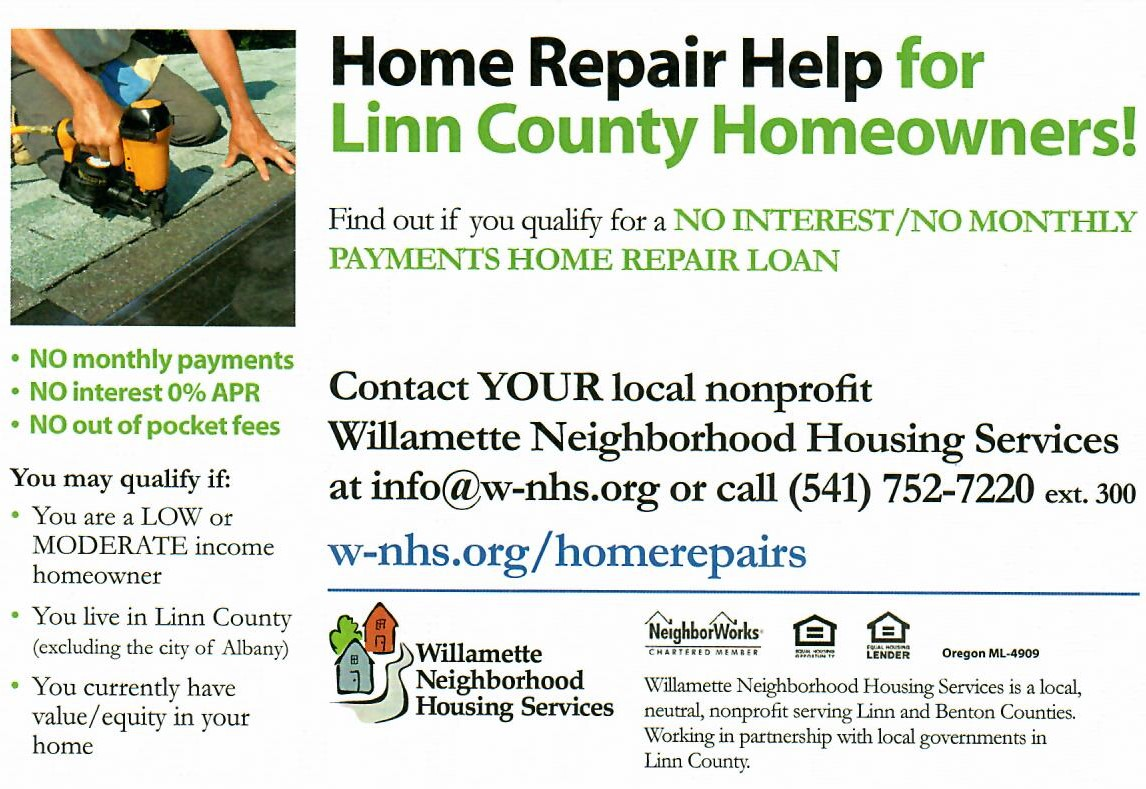 Home Repair Help for
Linn County Homeowners!
Find out if you qualify for a NO INTEREST/NO MONTHLY
PAYMENTS HOME REPAIR LOAN
• NO monthly payments
• NO interest 0% APR
• NO out of pocket fees
You may qualify if:
• You are a LOW or
MODERATE income
homeowner
• You live in Linn County
(excluding the city of Albany)
• You currently have
value/equity in your
home
Contact YOUR local nonprofit
Willamette Neighborhood Housing Services
at info@w-nhs.org or call (541) 752-7220 ext. 300
w-nhs.org/homerepairs
Willamette
Neighborhood
Housing Services
NeighborWorks®
CHARTERED MEMBER
EQUAL HOUSING
OPPORTUNITY
EQUAL HOUSING
LENDER
Oregon ML-4909
Willamette Neighborhood Housing Services is a local,
neutral, nonprofit serving Linn and Benton Counties.
Working in partnership with local governments in
Linn County.